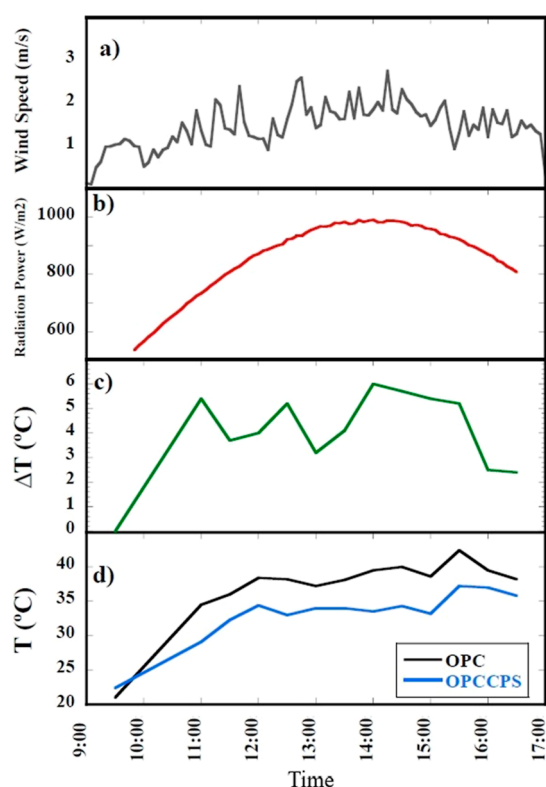 a)
Wind Speed (m/s)
3
2
1
b)
Radiation Power (W/m2)
1000
800
600
c)
ΔT (ºC)
6
5
4
3
2
1
0
d)
T (ºC)
40
35
30
25
20
OPC
OPCCPS
9:00
10:00
11:00
12:00
13:00
14:00
15:00
16:00
17:00
Time